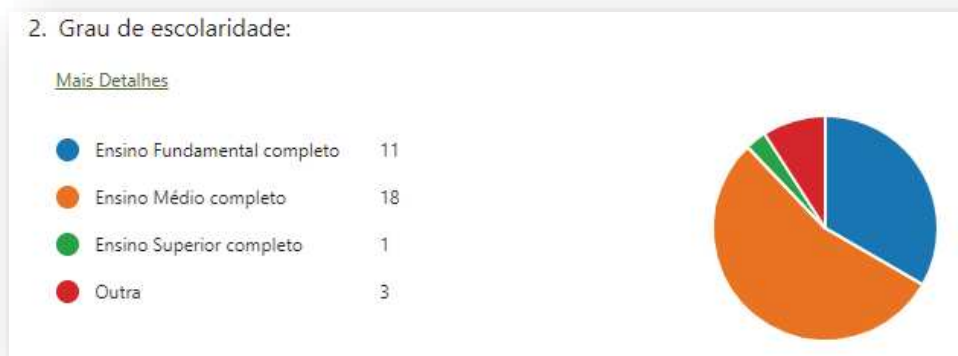 2. Grau de escolaridade:
Mais Detalhes
Ensino Fundamental completo 11
Ensino Médio completo 18
Ensino Superior completo 1
Outra 3